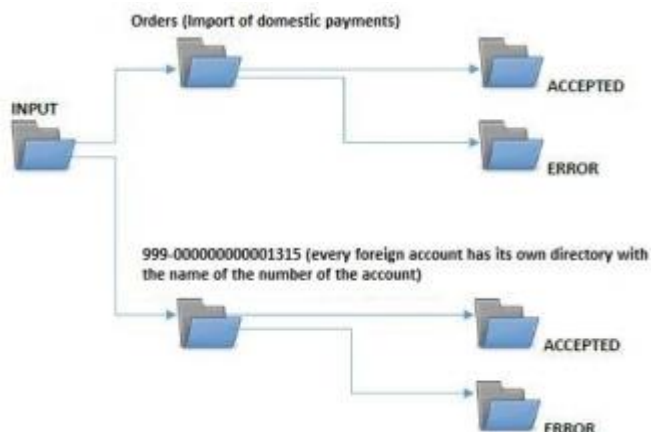 Orders (Import of domestic payments)
ACCEPTED
INPUT
ERROR
999-000000000001315 (every foreign account has its own directory with
the name of the number of the account)
ACCEPTED
ERROR